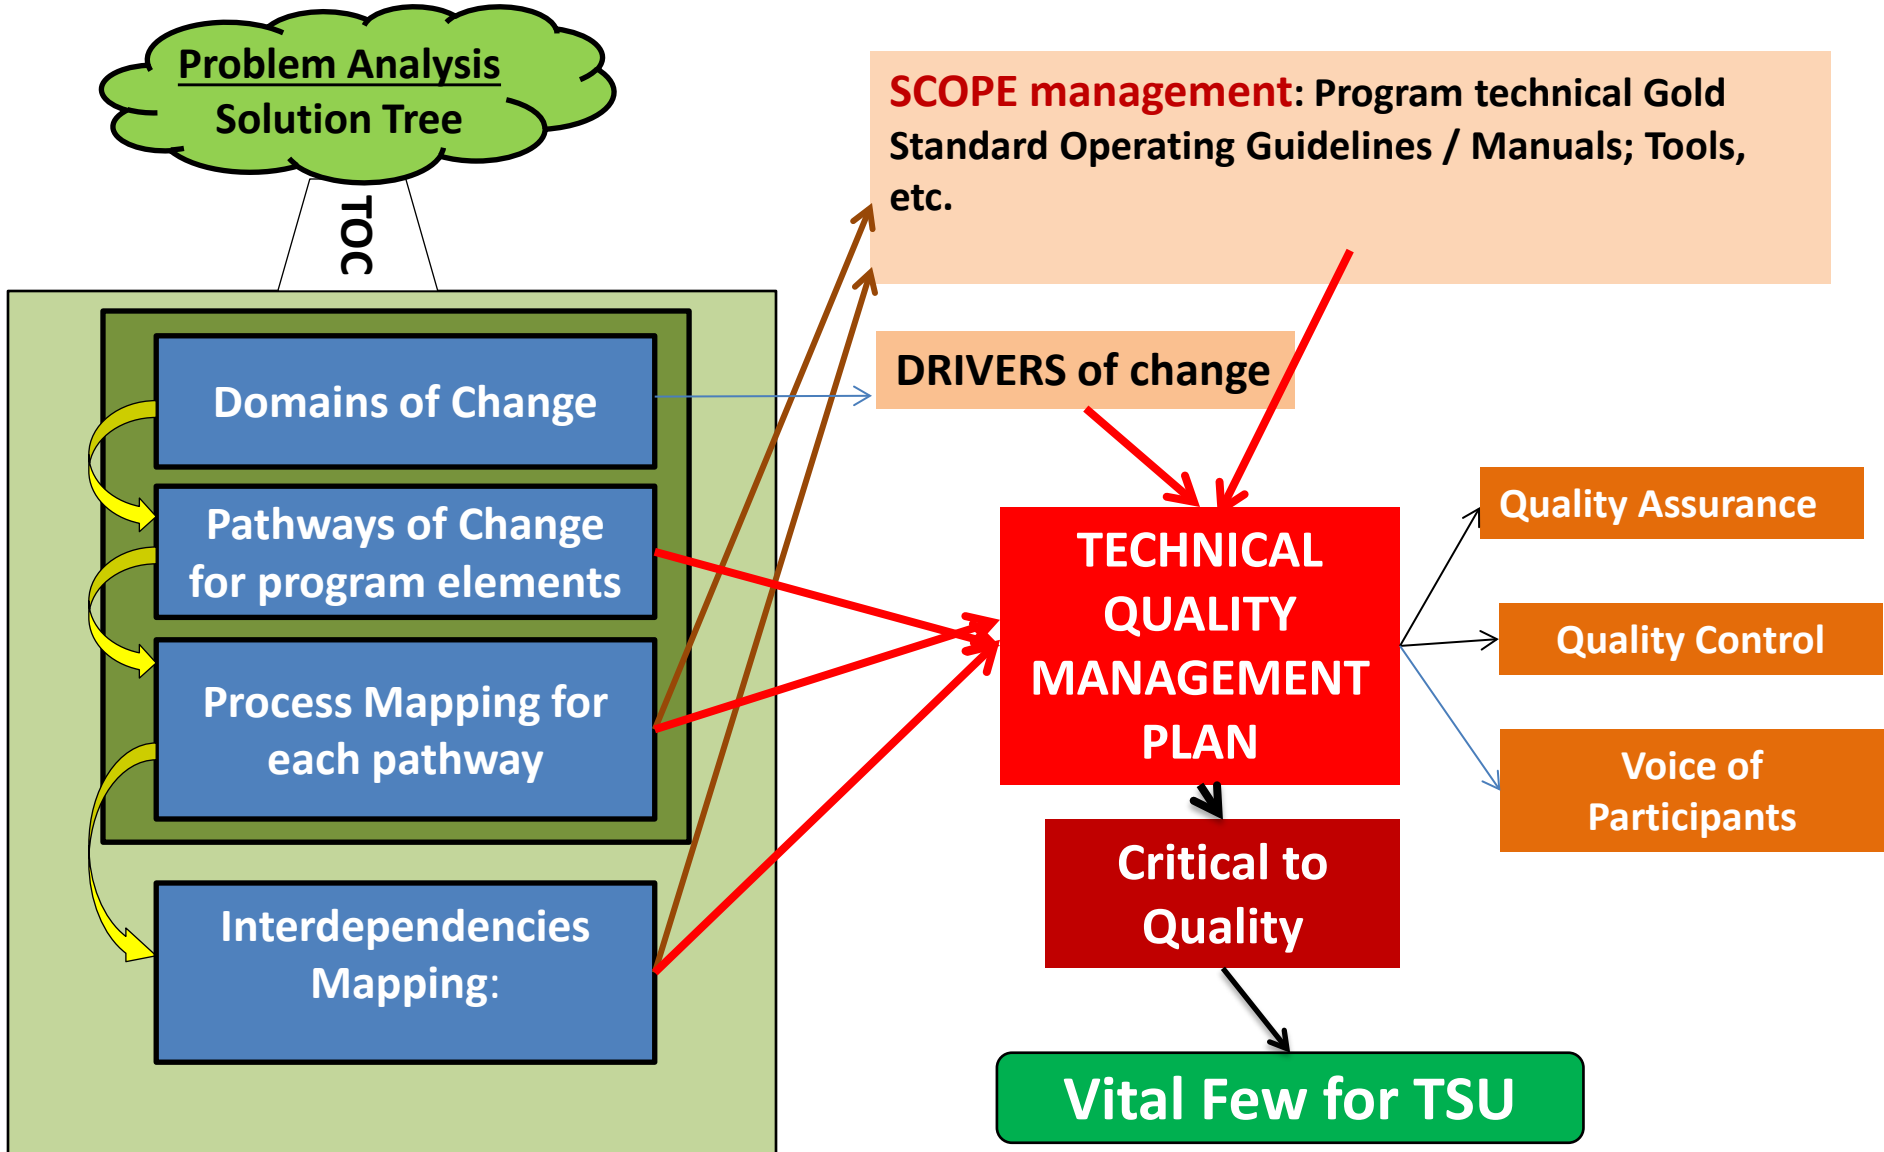 Problem Analysis
Solution Tree
TOC
SCOPE management: Program technical Gold
Standard Operating Guidelines / Manuals; Tools,
etc.
Domains of Change
DRIVERS of change
Pathways of Change
for program elements
Process Mapping for
each pathway
Interdependencies
Mapping:
TECHNICAL
QUALITY
MANAGEMENT
PLAN
Quality Assurance
Quality Control
Voice of
Participants
Critical to
Quality
Vital Few for TSU